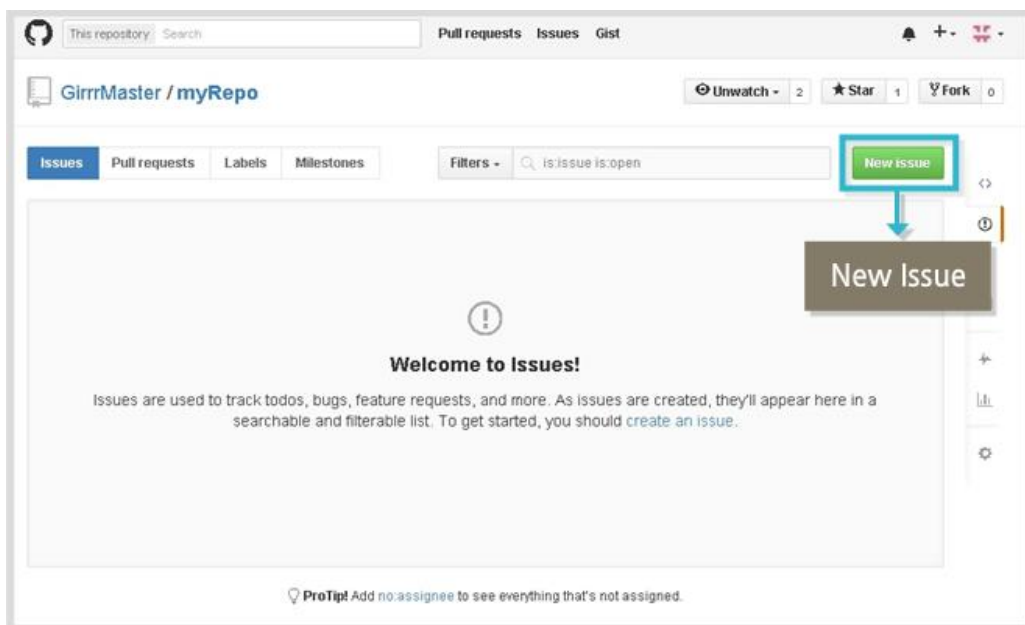 This repository Search Pull requests Issues Gist
GirrrMaster / myRepo Unwatch 2 Star 1 Fork 0
Issues Pull requests Labels Milestones Filters is:issue is:open New issue
New Issue
Welcome to Issues!
Issues are used to track todos, bugs, feature requests, and more. As issues are created, they'll appear here in a
searchable and filterable list. To get started, you should create an issue.
ProTip! Add no:assignee to see everything that's not assigned.